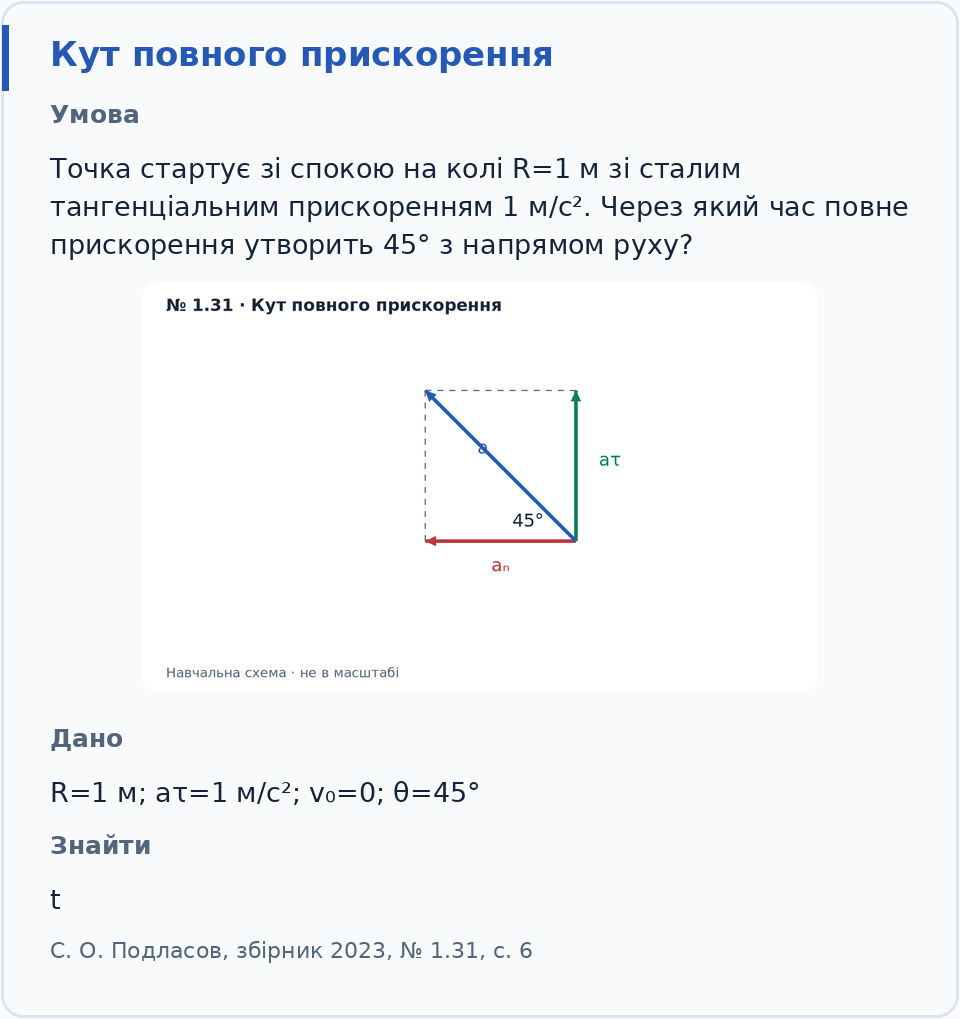 Кут повного прискорення
Умова
Точка стартує зі спокою на колі R=1 м зі сталим
тангенціальним прискоренням 1 м/с². Через який час повне
прискорення утворить 45° з напрямом руху?
№ 1.31 · Кут повного прискорення
a
aτ
45°
aₙ
Навчальна схема · не в масштабі
Дано
R=1 м; aτ=1 м/с²; v₀=0; θ=45°
Знайти
t
С. О. Подласов, збірник 2023, № 1.31, с. 6